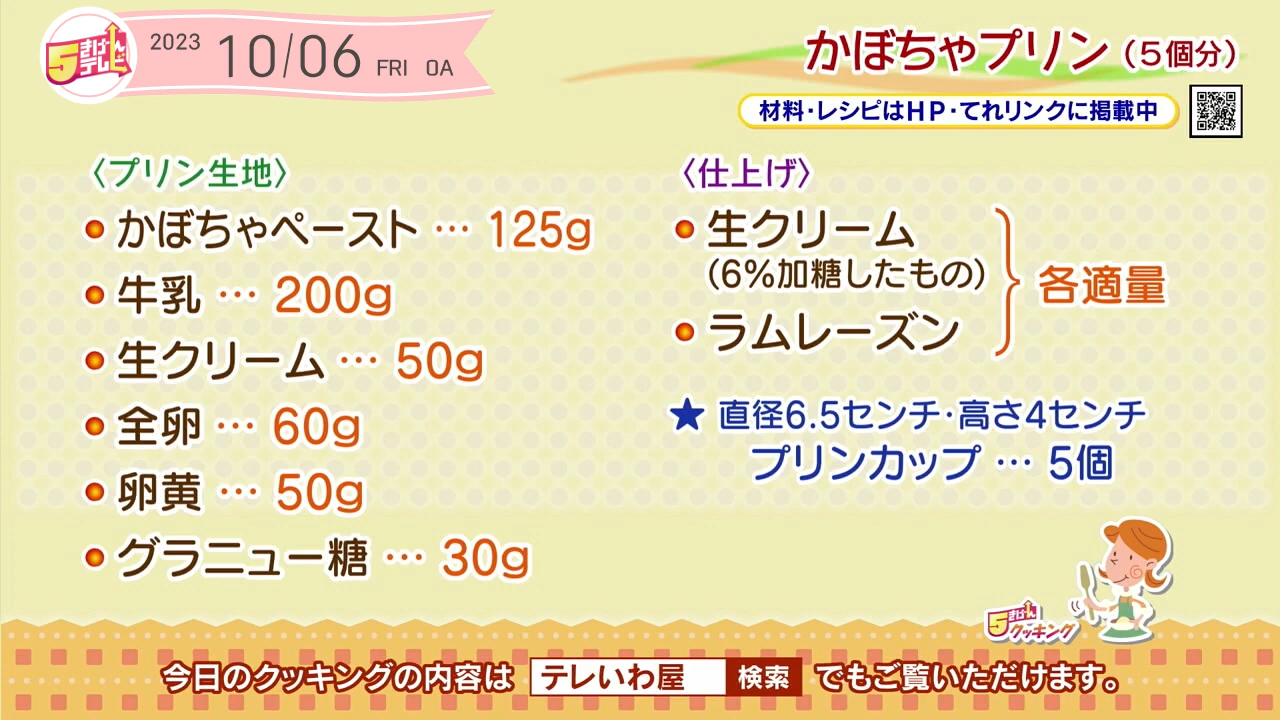 5きげんテレビ
2023 10/06 FRI OA
かぼちゃプリン（5個分）
材料・レシピはHP・てれリンクに掲載中
〈プリン生地〉
かぼちゃペースト … 125g
牛乳 … 200g
生クリーム … 50g
全卵 … 60g
卵黄 … 50g
グラニュー糖 … 30g
〈仕上げ〉
生クリーム
（6％加糖したもの）
ラムレーズン
各適量
★ 直径6.5センチ・高さ4センチ
プリンカップ … 5個
5きげんクッキング
今日のクッキングの内容は テレいわ屋 検索 でもご覧いただけます。